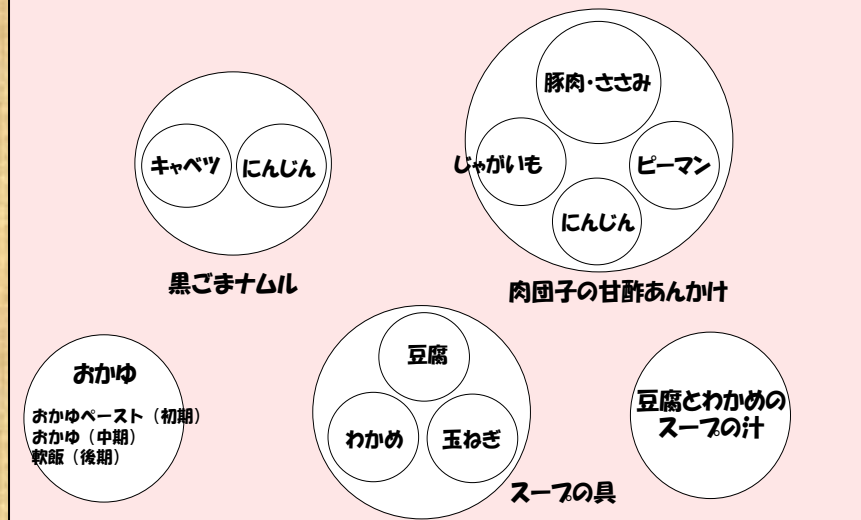 豚肉・ささみ
キャベツ
にんじん
じゃがいも
ピーマン
にんじん
黒ごまナムル
肉団子の甘酢あんかけ
おかゆ
おかゆペースト（初期）
おかゆ（中期）
軟飯（後期）
豆腐
わかめ
玉ねぎ
スープの具
豆腐とわかめの
スープの汁